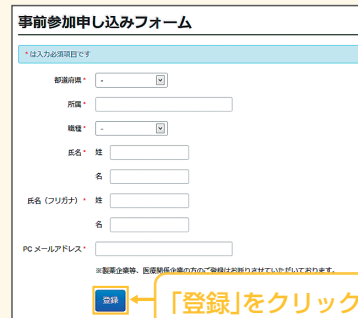 事前参加申し込みフォーム
*は入力必須項目です
都道府県* -
所属*
職種* -
氏名* 姓
名
氏名（フリガナ）* 姓
名
PC メールアドレス*
※製薬企業等、医療関係企業の方のご登録はお断りさせていただいております。
登録
「登録」をクリック